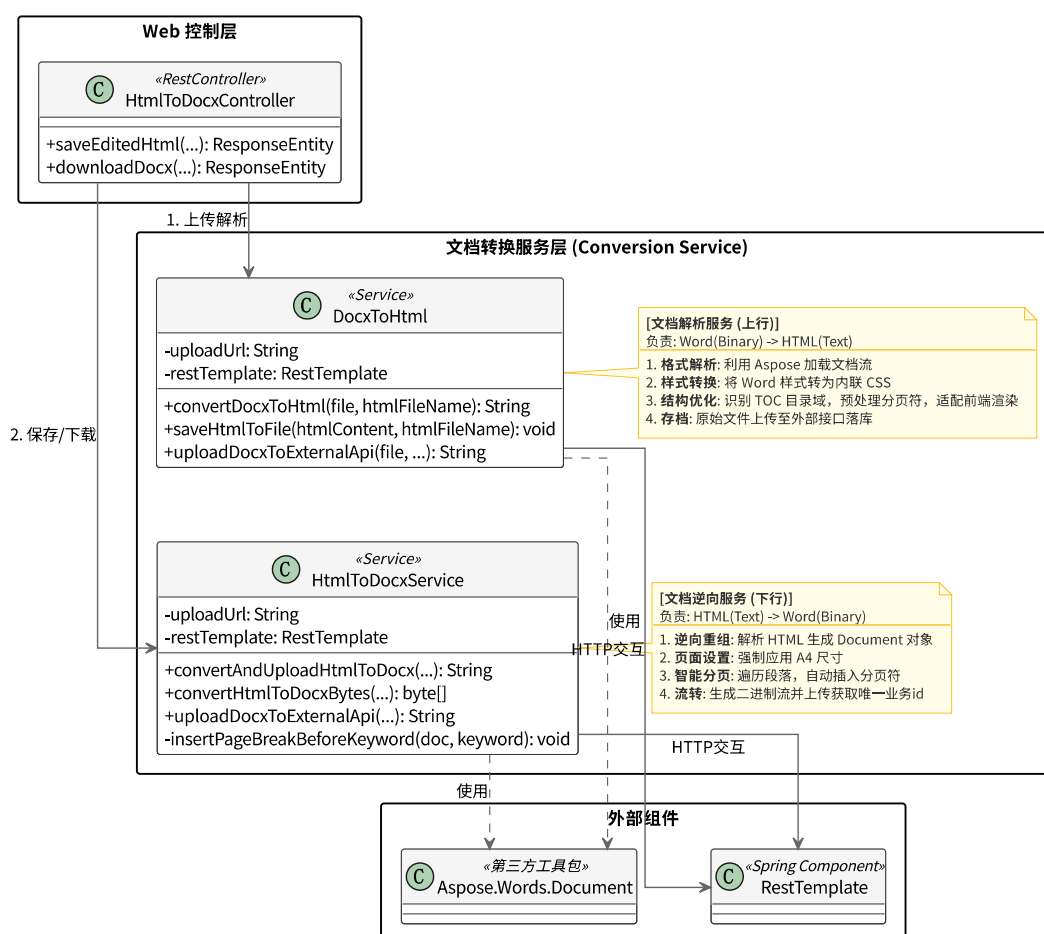 Web 控制层
«RestController»
C
HtmlToDocxController
+saveEditedHtml(...): ResponseEntity
+downloadDocx(...): ResponseEntity
1. 上传解析
文档转换服务层 (Conversion Service)
«Service»
C
DocxToHtml
-uploadUrl: String
-restTemplate: RestTemplate
+convertDocxToHtml(file, htmlFileName): String
+saveHtmlToFile(htmlContent, htmlFileName): void
+uploadDocxToExternalApi(file, ...): String
[文档解析服务 (上行)]
负责: Word(Binary) -> HTML(Text)
1. 格式解析: 利用 Aspose 加载文档流
2. 样式转换: 将 Word 样式转为内联 CSS
3. 结构优化: 识别 TOC 目录域，预处理分页符，适配前端渲染
4. 存档: 原始文件上传至外部接口落库
2. 保存/下载
«Service»
C
HtmlToDocxService
-uploadUrl: String
-restTemplate: RestTemplate
+convertAndUploadHtmlToDocx(...): String
+convertHtmlToDocxBytes(...): byte[]
+uploadDocxToExternalApi(...): String
-insertPageBreakBeforeKeyword(doc, keyword): void
使用
HTTP交互
[文档逆向服务 (下行)]
负责: HTML(Text) -> Word(Binary)
1. 逆向重组: 解析 HTML 生成 Document 对象
2. 页面设置: 强制应用 A4 尺寸
3. 智能分页: 遍历段落，自动插入分页符
4. 流转: 生成二进制流并上传获取唯一业务id
HTTP交互
使用
外部组件
«第三方工具包»
C
Aspose.Words.Document
«Spring Component»
C
RestTemplate